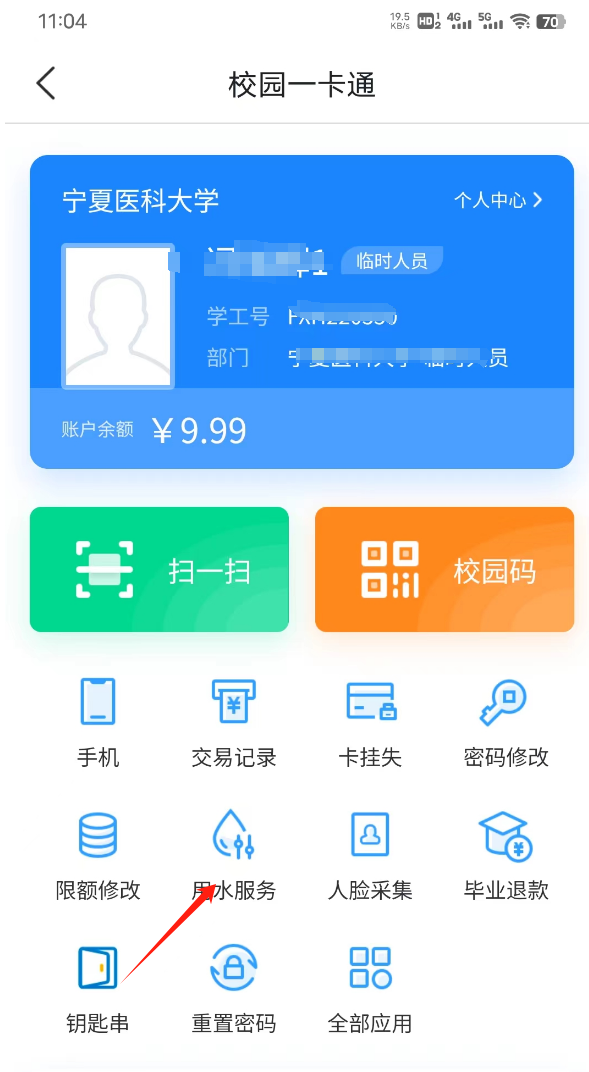 11:04
19.5 KB/s HD 1 2 4G 5G 70
校园一卡通
宁夏医科大学
个人中心
临时人员
学工号
部门
账户余额 ￥9.99
扫一扫
校园码
手机 交易记录 卡挂失 密码修改
限额修改 用水服务 人脸采集 毕业退款
钥匙串 重置密码 全部应用